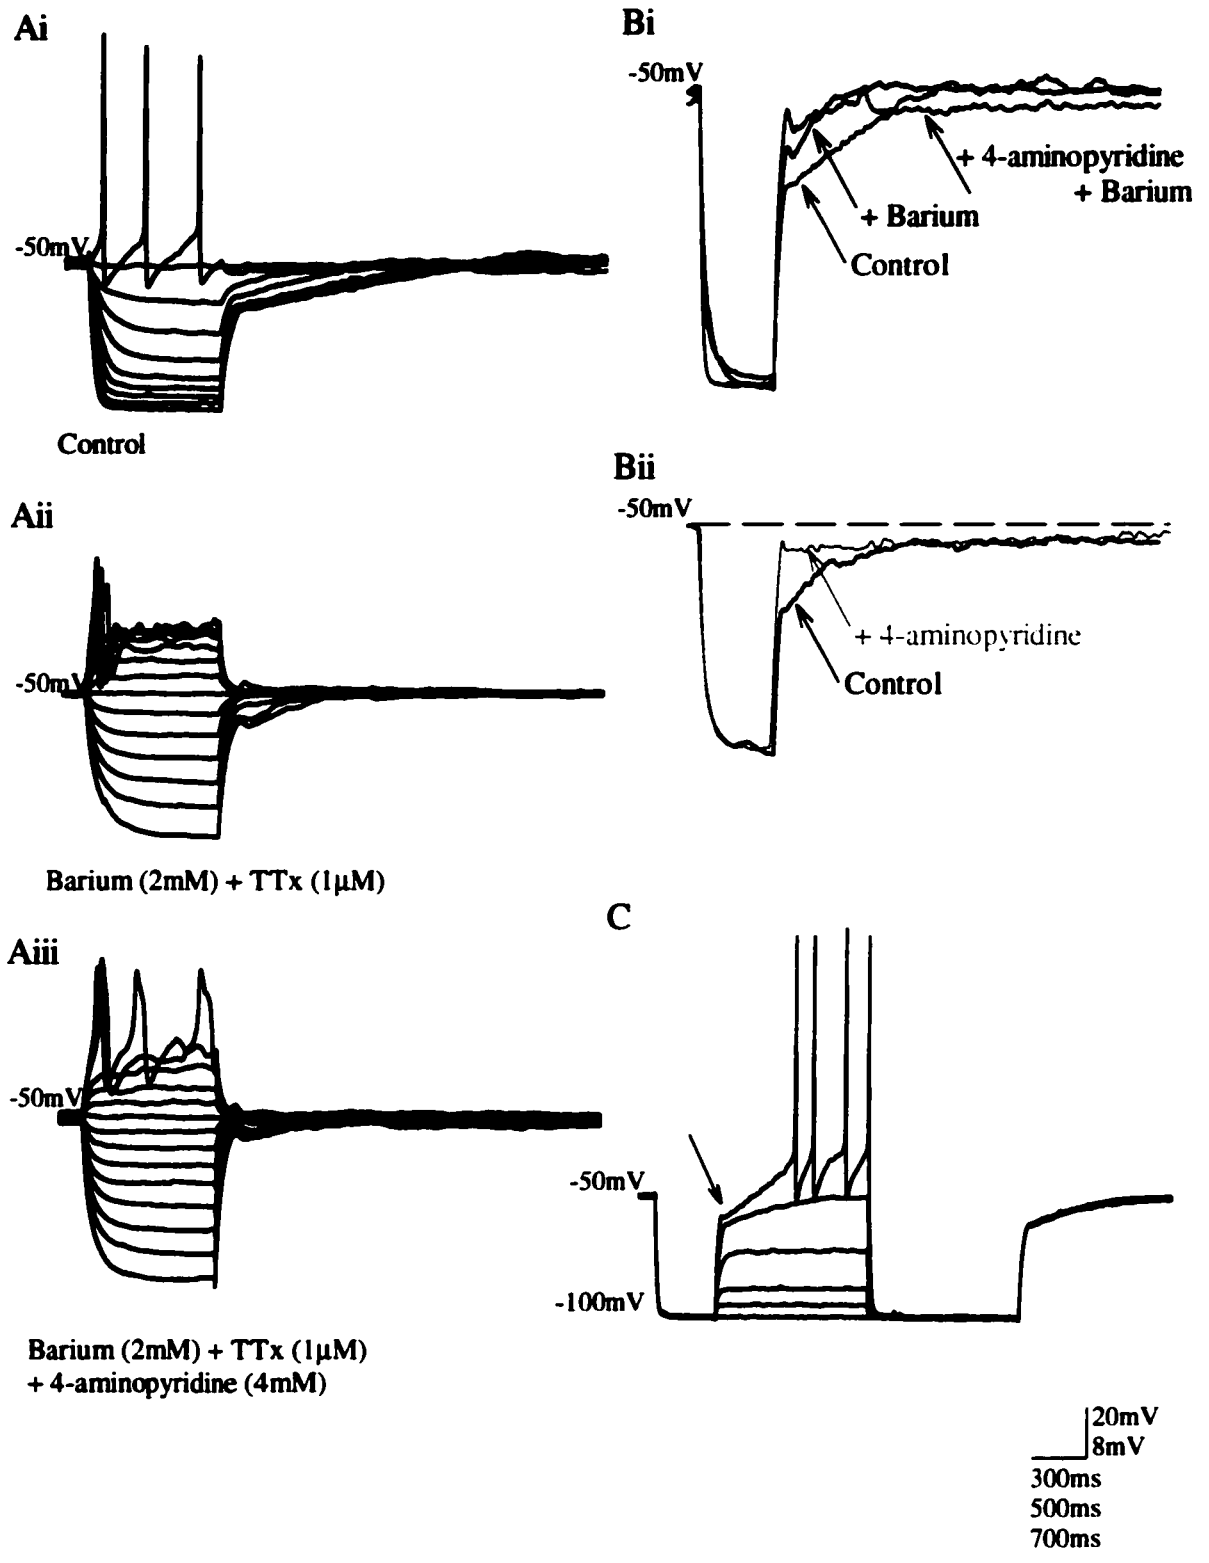 Ai
-50mV
Control
Aii
-50mV
Barium (2mM) + TTx (1μM)
Aiii
-50mV
Barium (2mM) + TTx (1μM)
+ 4-aminopyridine (4mM)
Bi
-50mV
+ 4-aminopyridine
+ Barium
+ Barium
Control
Bii
-50mV
+ 4-aminopyridine
Control
C
-50mV
-100mV
20mV
8mV
300ms
500ms
700ms